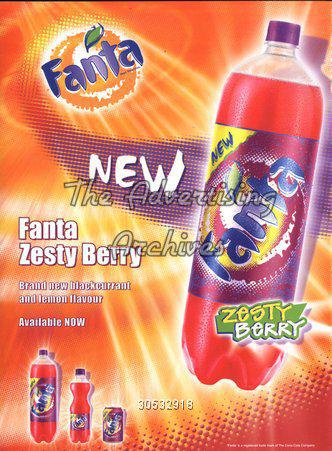 Fanta
NEW
NEW
Fanta
The Advertising
Archives
Fanta
Zesty Berry
Brand new blackcurrant
and lemon flavour
Available NOW
ZESTY
BERRY
30532918
'Fanta' is a registered trade mark of The Coca-Cola Company